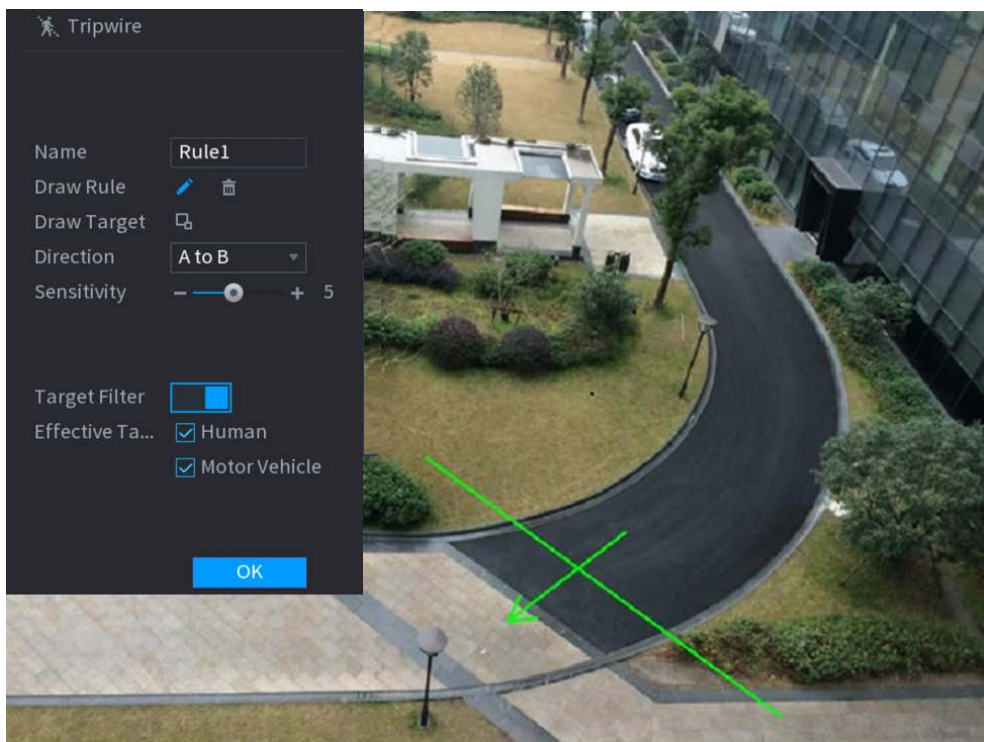 Tripwire
Name Rule1
Draw Rule
Draw Target
Direction A to B
Sensitivity - + 5
Target Filter
Effective Ta... Human
Motor Vehicle
OK